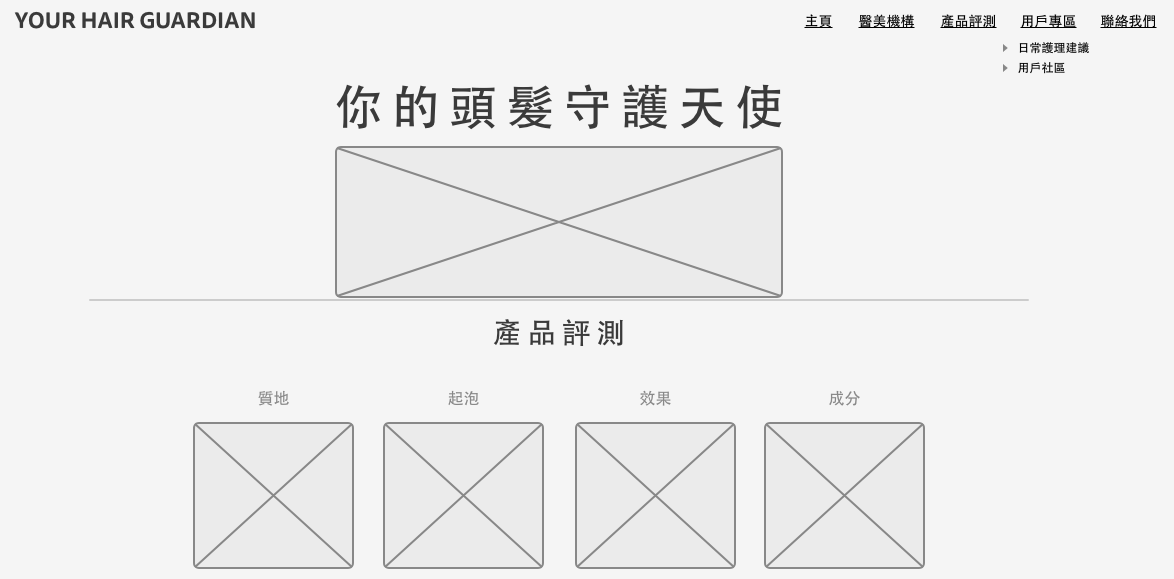 YOUR HAIR GUARDIAN
主頁 醫美機構 產品評測 用戶專區 聯絡我們
日常護理建議
用戶社區
你的頭髮守護天使
產品評測
質地 起泡 效果 成分